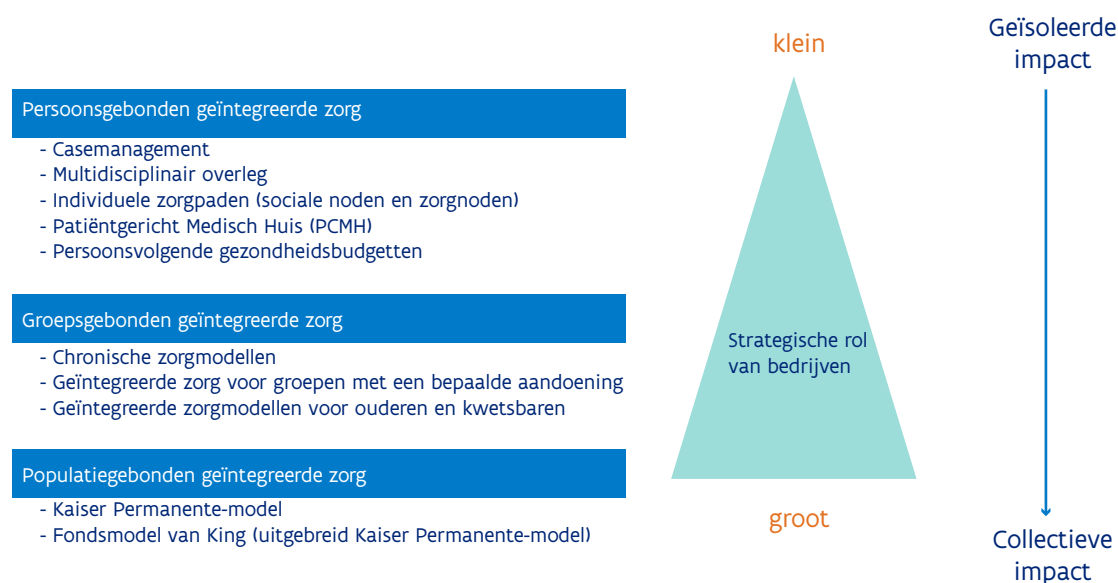 Persoonsgebonden geïntegreerde zorg
- Casemanagement
- Multidisciplinair overleg
- Individuele zorgpaden (sociale noden en zorgnoden)
- Patiëntgericht Medisch Huis (PCMH)
- Persoonsvolgende gezondheidsbudgetten
Groepsgebonden geïntegreerde zorg
- Chronische zorgmodellen
- Geïntegreerde zorg voor groepen met een bepaalde aandoening
- Geïntegreerde zorgmodellen voor ouderen en kwetsbaren
Populatiegebonden geïntegreerde zorg
- Kaiser Permanente-model
- Fondsmodel van King (uitgebreid Kaiser Permanente-model)
klein
Strategische rol
van bedrijven
groot
Geïsoleerde
impact
Collectieve
impact